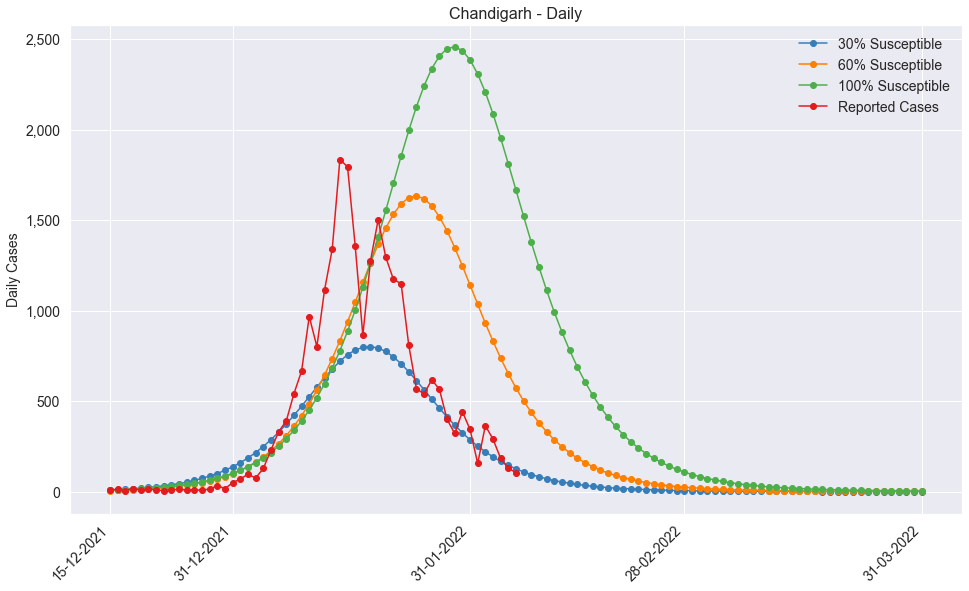 Chandigarh - Daily
2,500
2,000
1,500
1,000
500
0
Daily Cases
30% Susceptible
60% Susceptible
100% Susceptible
Reported Cases
15-12-2021
31-12-2021
31-01-2022
28-02-2022
31-03-2022